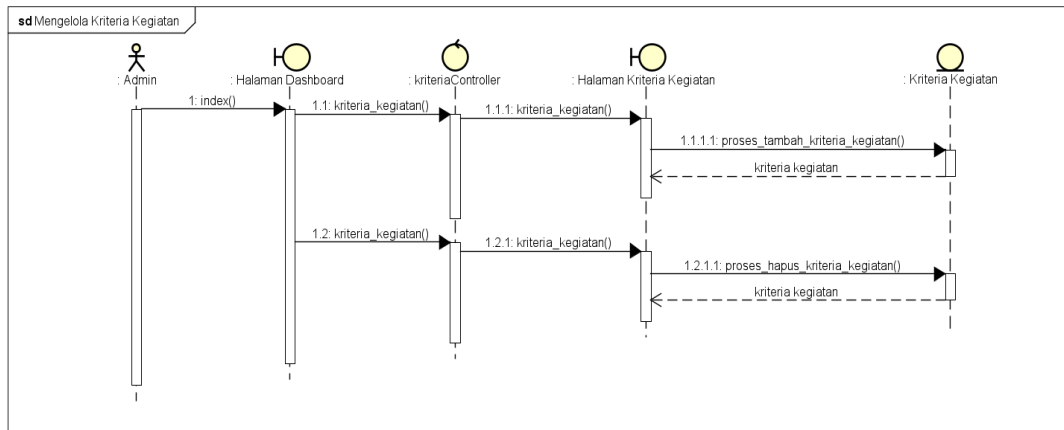 sd Mengelola Kriteria Kegiatan
: Admin
: Halaman Dashboard
: kriteriaController
: Halaman Kriteria Kegiatan
: Kriteria Kegiatan
1: index()
1.1: kriteria_kegiatan()
1.1.1: kriteria_kegiatan()
1.1.1.1: proses_tambah_kriteria_kegiatan()
kriteria kegiatan
1.2: kriteria_kegiatan()
1.2.1: kriteria_kegiatan()
1.2.1.1: proses_hapus_kriteria_kegiatan()
kriteria kegiatan